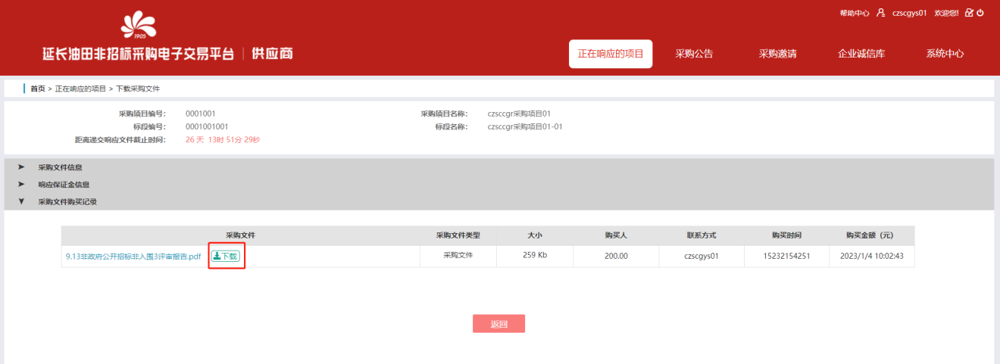 帮助中心 czscgys01 欢迎您!
1905
延长油田非招标采购电子交易平台 | 供应商
正在响应的项目 采购公告 采购邀请 企业诚信库 系统中心
首页 > 正在响应的项目 > 下载采购文件
采购项目编号: 0001001 采购项目名称: czsccgr采购项目01
标段编号: 0001001001 标段名称: czsccgr采购项目01-01
距离递交响应文件截止时间: 26 天 13时 51分 29秒
采购文件信息
响应保证金信息
采购文件购买记录
采购文件 采购文件类型 大小 购买人 联系方式 购买时间 购买金额（元）
9.13非政府公开招标非入围3评审报告.pdf 下载 采购文件 259 Kb 200.00 czscgys01 15232154251 2023/1/4 10:02:43
返回